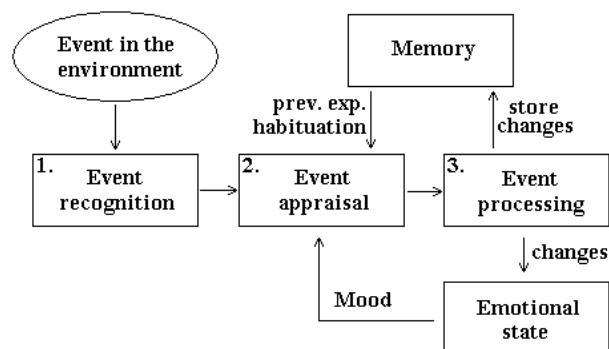 Event in the
environment
Memory
prev. exp.
habituation
store
changes
1.
Event
recognition
2.
Event
appraisal
3.
Event
processing
changes
Mood
Emotional
state